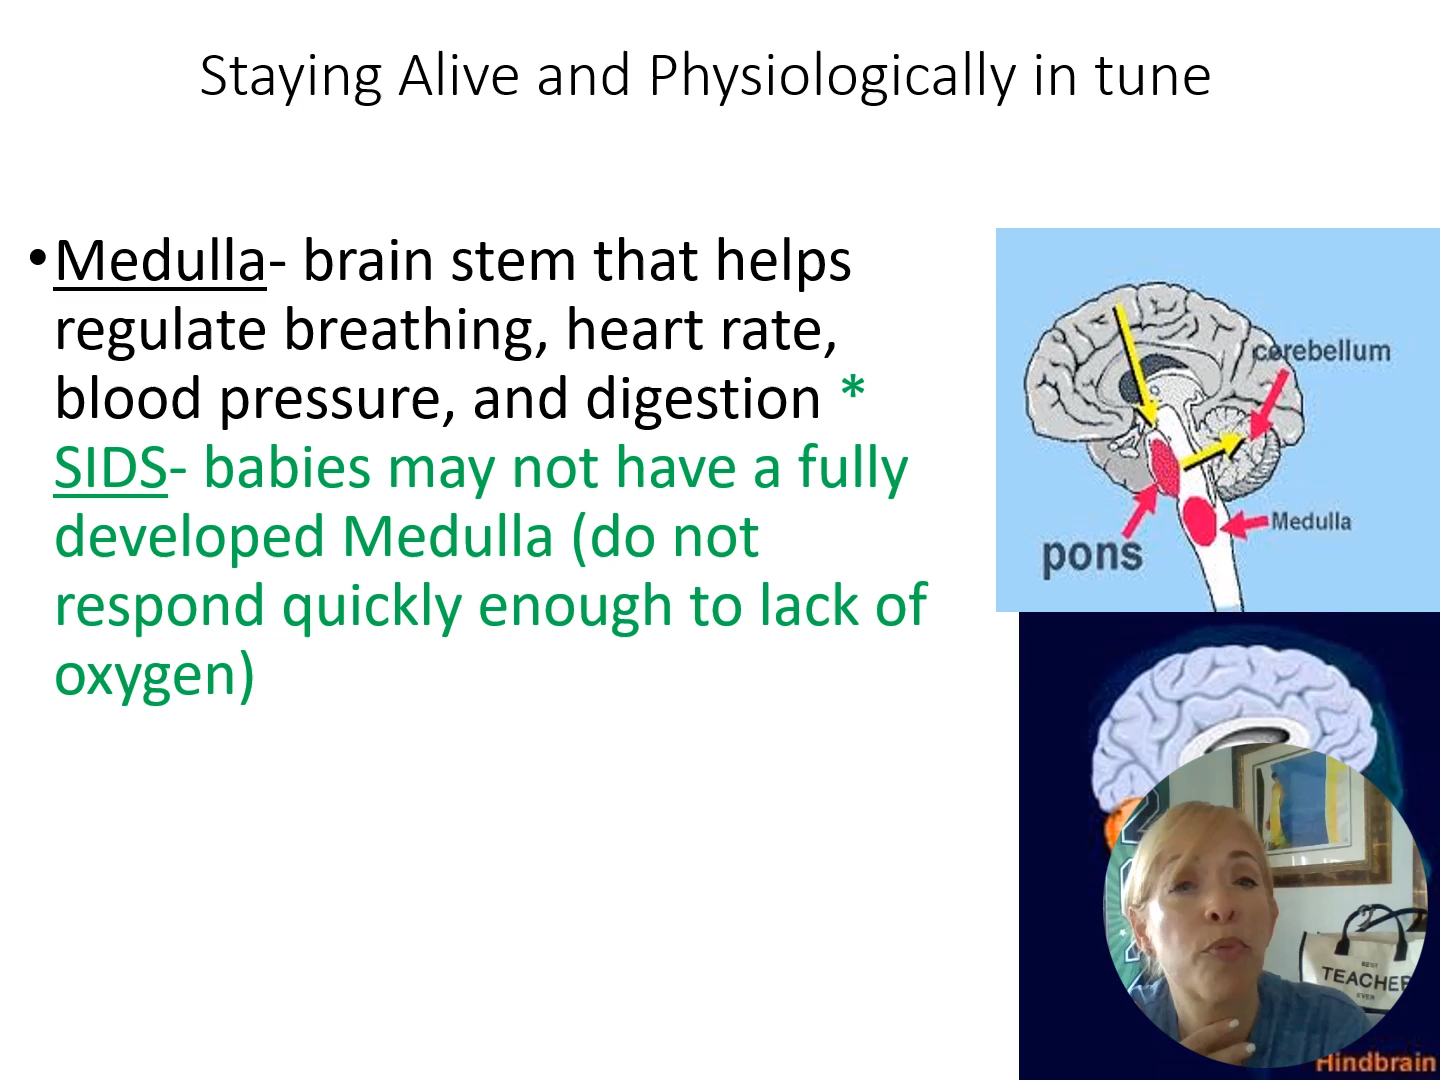 Staying Alive and Physiologically in tune
•Medulla- brain stem that helps
regulate breathing, heart rate,
blood pressure, and digestion *
SIDS- babies may not have a fully
developed Medulla (do not
respond quickly enough to lack of
oxygen)
cerebellum
Medulla
pons
BEST
TEACHER
EVER
Hindbrain